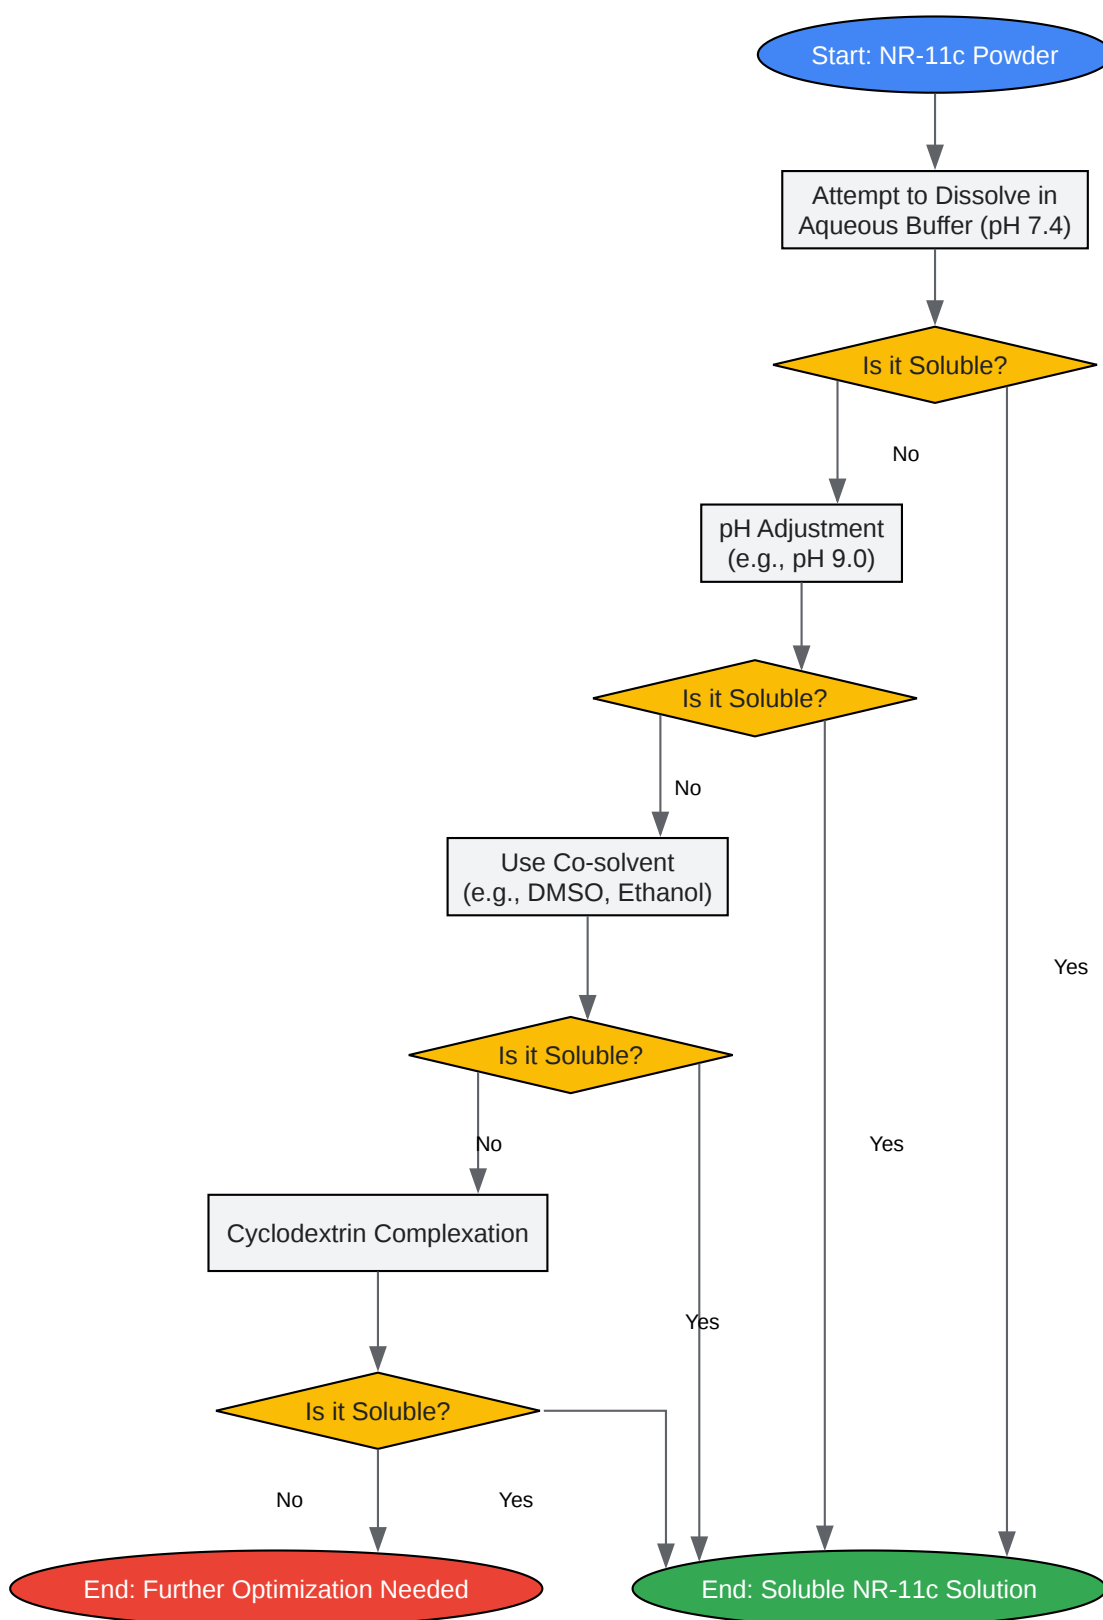 Start: NR-11c Powder
Attempt to Dissolve in
Aqueous Buffer (pH 7.4)
Is it Soluble?
No
pH Adjustment
(e.g., pH 9.0)
Is it Soluble?
No
Use Co-solvent
(e.g., DMSO, Ethanol)
Yes
Is it Soluble?
No
Yes
Cyclodextrin Complexation
Yes
Is it Soluble?
No
Yes
End: Further Optimization Needed
End: Soluble NR-11c Solution